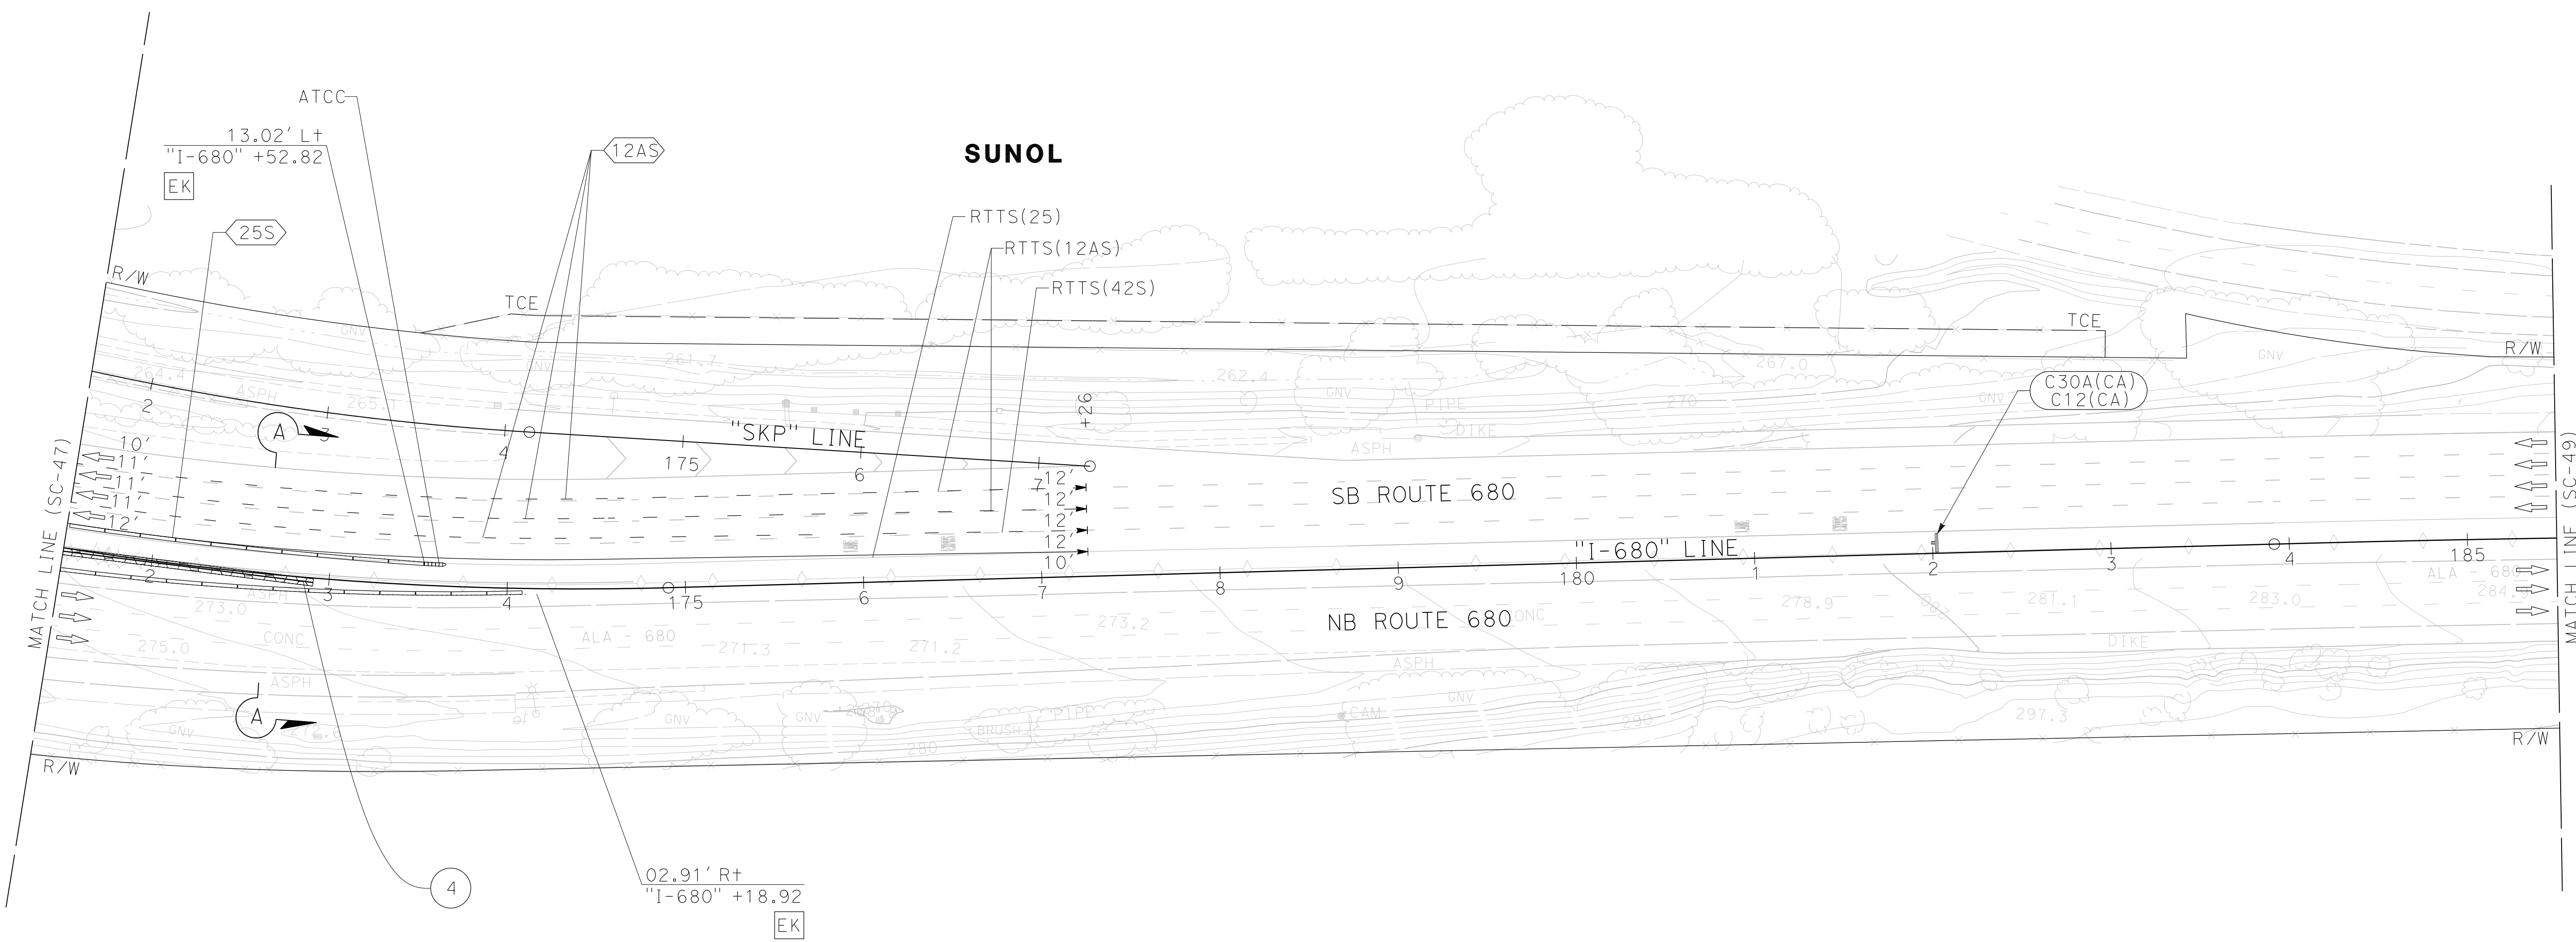 ATCC
13.02' Lt
"I-680" +52.82
EK
12AS
SUNOL
25S
RTTS(25)
RTTS(12AS)
RTTS(42S)
R/W
TCE
TCE
R/W
GNV
GNV
261.7
262.4
267.0
GNV
GNV
GNV
264.4
ASPH
265.1
PIPE
270
DIKE
ASPH
C30A(CA)
C12(CA)
2
3
4
175
6
7
+26
"SKP" LINE
A
MATCH LINE (SC-47)
10'
11'
11'
11'
12'
12'
12'
12'
12'
10'
SB ROUTE 680
"I-680" LINE
MATCH LINE (SC-49)
2
3
4
175
6
7
8
9
180
1
2
3
4
185
NB ROUTE 680
ASPH
273.0
CONC
275.0
ALA - 680
271.3
271.2
273.2
278.9
281.1
283.0
ALA - 680
DIKE
ASPH
ASPH
A
GNV
GNV
GNV
BRUSH
PIPE
CAM
GNV
280
290
297.3
R/W
R/W
4
02.91' Rt
"I-680" +18.92
EK